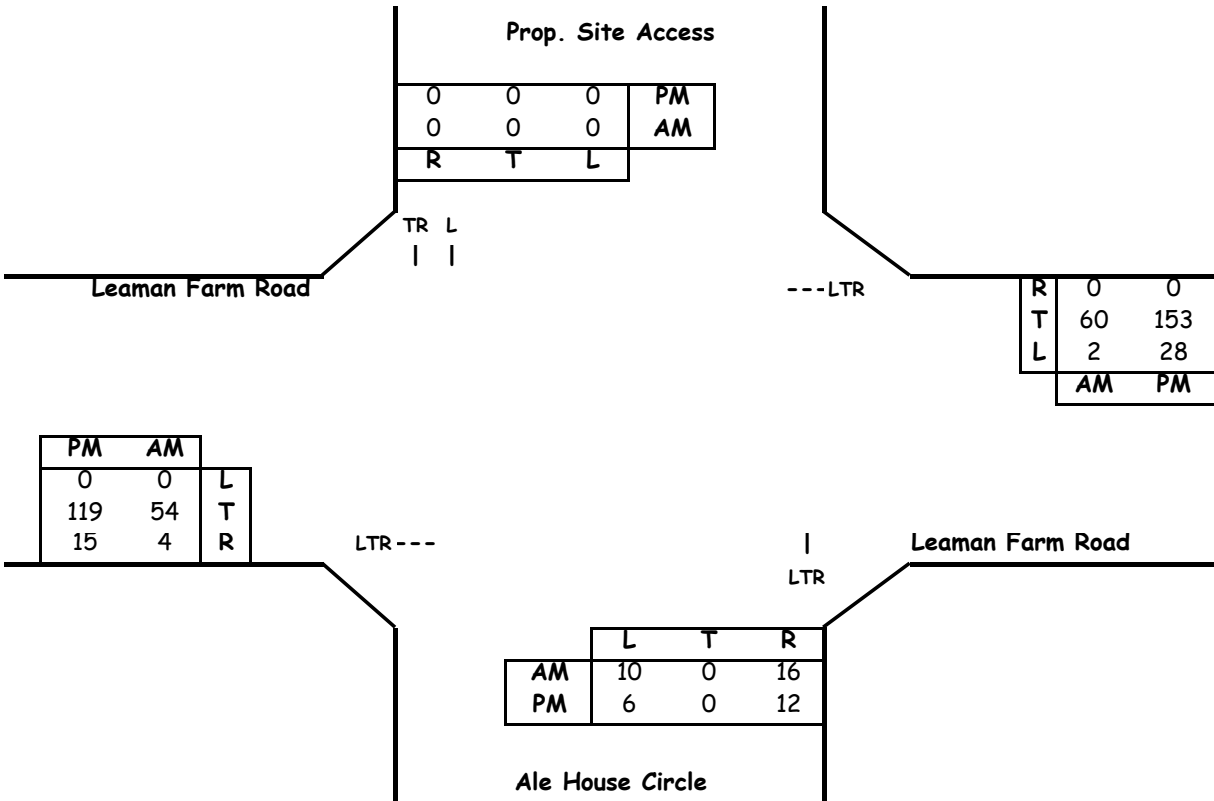 Prop. Site Access
0 0 0 PM
0 0 0 AM
R T L
TR L
| |
Leaman Farm Road
---LTR
R 0 0
T 60 153
L 2 28
AM PM
PM AM
0 0 L
119 54 T
15 4 R
LTR---
|
LTR
Leaman Farm Road
L T R
AM 10 0 16
PM 6 0 12
Ale House Circle